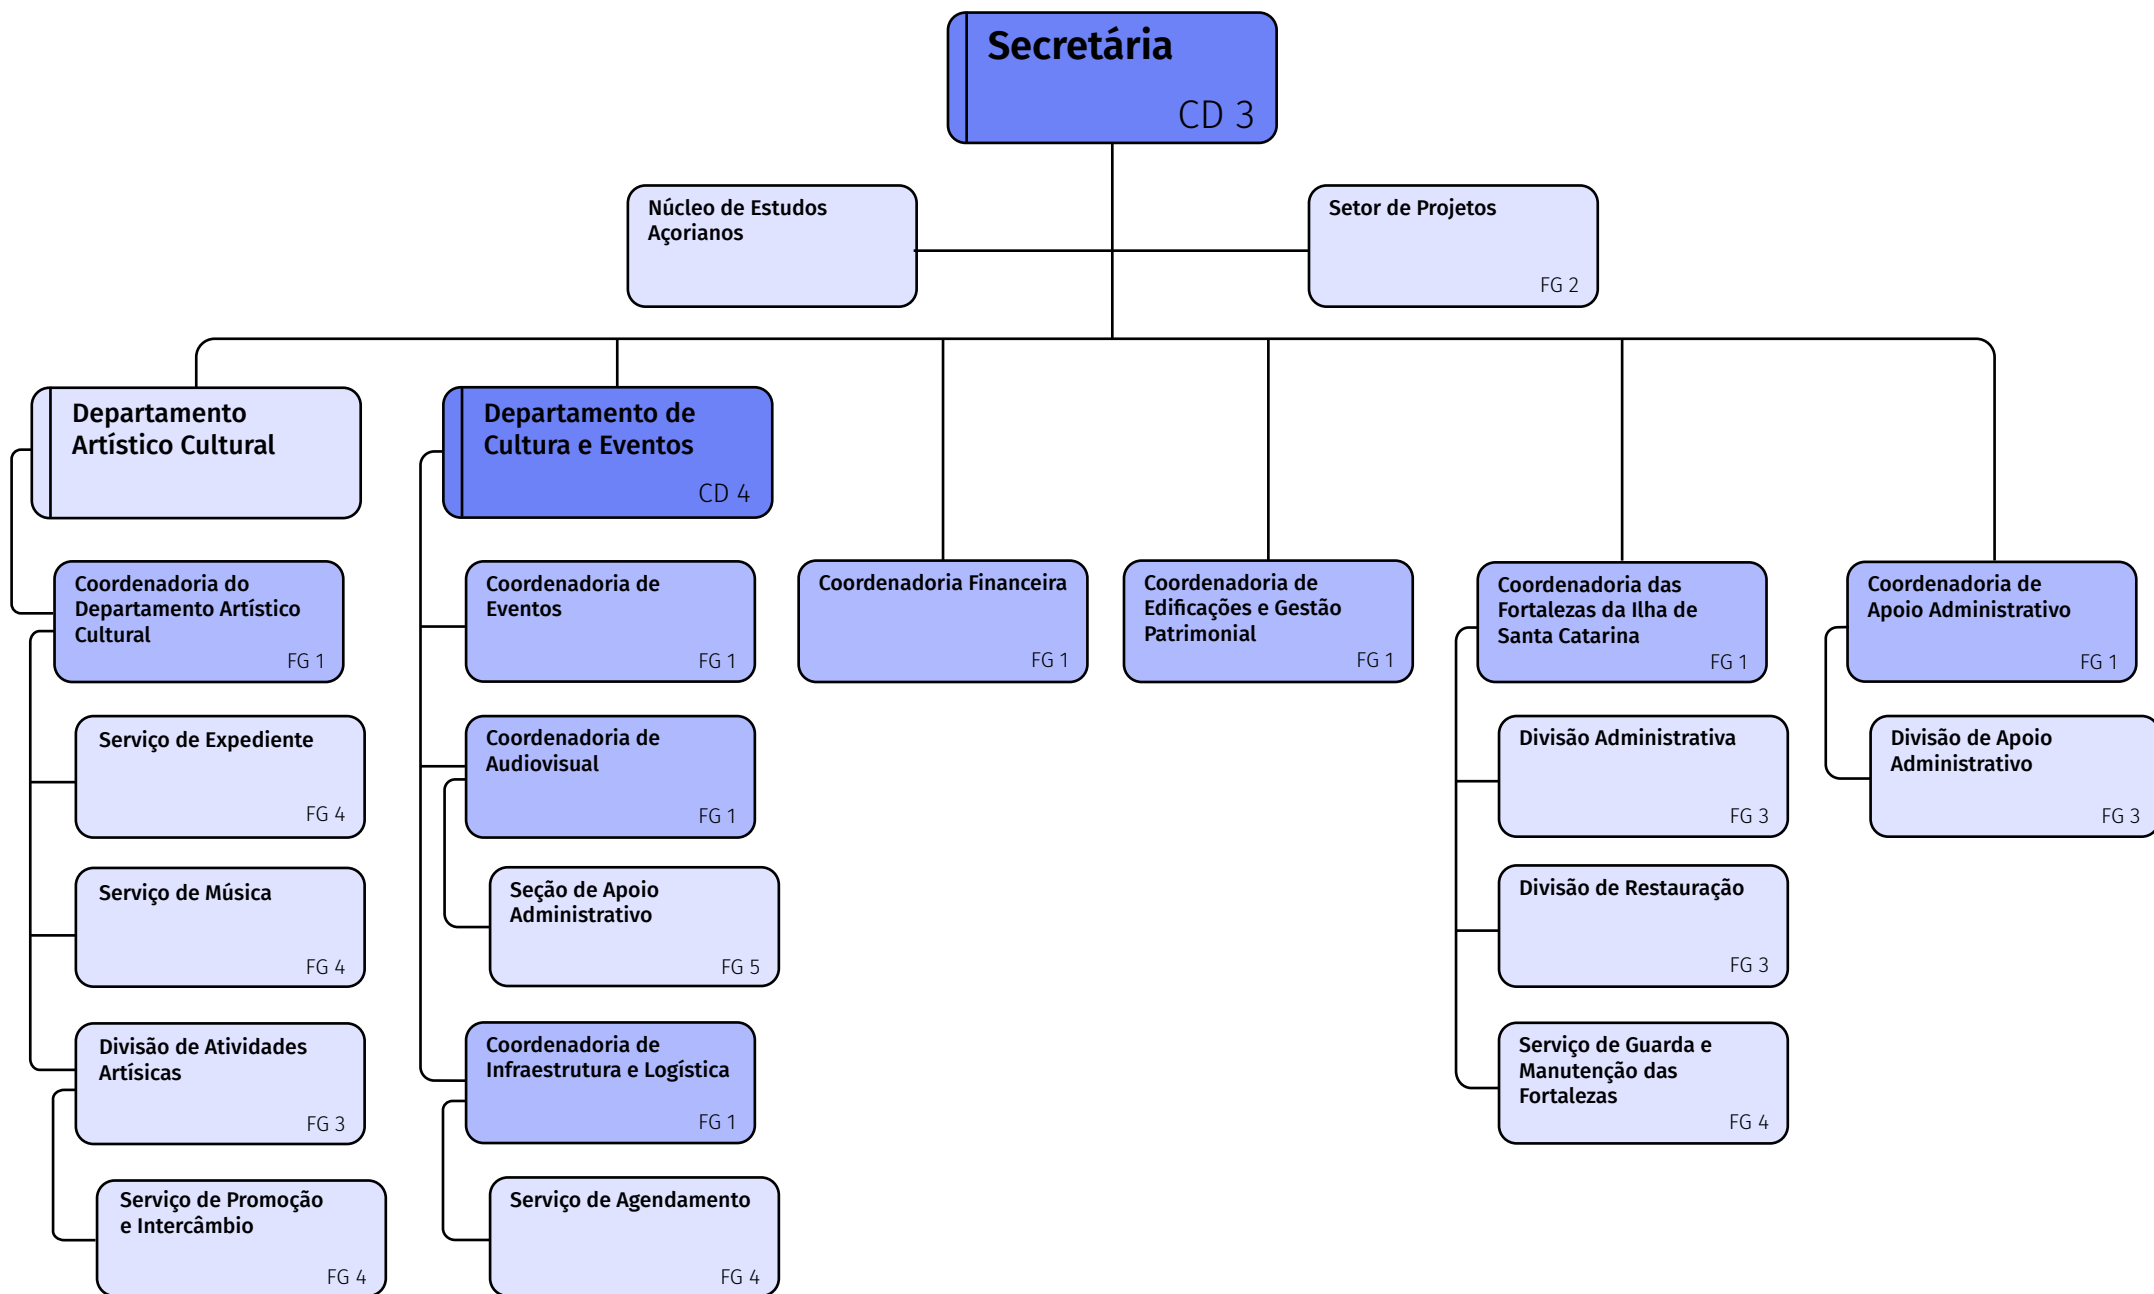 Secretária
CD 3
Núcleo de Estudos
Açorianos
Setor de Projetos
FG 2
Departamento
Artístico Cultural
Departamento de
Cultura e Eventos
CD 4
Coordenadoria do
Departamento Artístico
Cultural
FG 1
Coordenadoria de
Eventos
FG 1
Coordenadoria Financeira
FG 1
Coordenadoria de
Edificações e Gestão
Patrimonial
FG 1
Coordenadoria das
Fortalezas da Ilha de
Santa Catarina
FG 1
Coordenadoria de
Apoio Administrativo
FG 1
Serviço de Expediente
FG 4
Coordenadoria de
Audiovisual
FG 1
Divisão Administrativa
FG 3
Divisão de Apoio
Administrativo
FG 3
Serviço de Música
FG 4
Seção de Apoio
Administrativo
FG 5
Divisão de Restauração
FG 3
Divisão de Atividades
Artísicas
FG 3
Coordenadoria de
Infraestrutura e Logística
FG 1
Serviço de Guarda e
Manutenção das
Fortalezas
FG 4
Serviço de Promoção
e Intercâmbio
FG 4
Serviço de Agendamento
FG 4